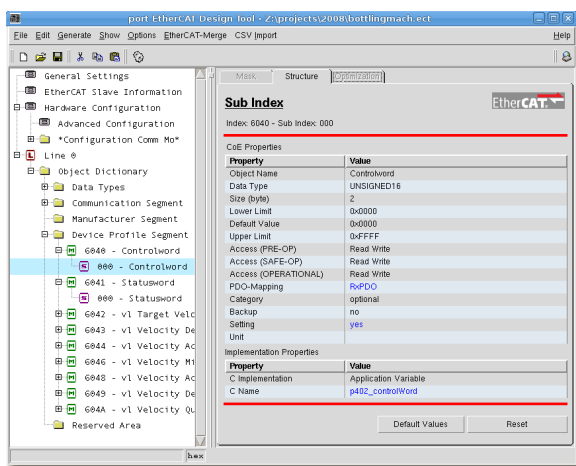 port EtherCAT Design Tool - Z:\projects\2008\bottlingmach.ect
File Edit Generate Show Options EtherCAT-Merge CSV Import Help
General Settings
EtherCAT Slave Information
Hardware Configuration
Advanced Configuration
*Configuration Comm Mo*
L Line 0
Object Dictionary
Data Types
Communication Segment
Manufacturer Segment
Device Profile Segment
M 6040 - Controlword
S 000 - Controlword
M 6041 - Statusword
S 000 - Statusword
M 6042 - vl Target Velc
M 6043 - vl Velocity De
M 6044 - vl Velocity Ac
M 6046 - vl Velocity Mi
M 6048 - vl Velocity Ac
M 6049 - vl Velocity De
M 604A - vl Velocity Qu
Reserved Area
hex
Mask Structure Optimization
Sub Index
EtherCAT.
Index: 6040 - Sub Index: 000
CoE Properties
Property Value
Object Name Controlword
Data Type UNSIGNED16
Size (byte) 2
Lower Limit 0x0000
Default Value 0x0000
Upper Limit 0xFFFF
Access (PRE-OP) Read Write
Access (SAFE-OP) Read Write
Access (OPERATIONAL) Read Write
PDO-Mapping RxPDO
Category optional
Backup no
Setting yes
Unit
Implementation Properties
Property Value
C Implementation Application Variable
C Name p402_controlWord
Default Values Reset